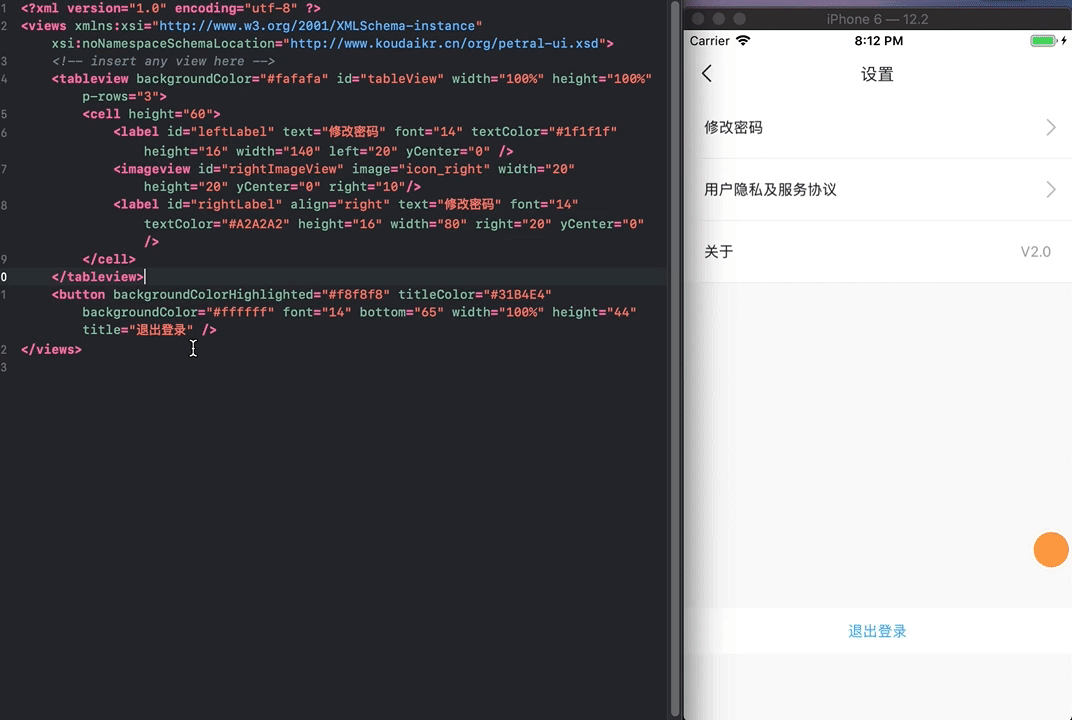 1 <?xml version="1.0" encoding="utf-8" ?>
2 <views xmlns:xsi="http://www.w3.org/2001/XMLSchema-instance"
xsi:noNamespaceSchemaLocation="http://www.koudaikr.cn/org/petral-ui.xsd">
3 <!-- insert any view here -->
4 <tableview backgroundColor="#fafafa" id="tableView" width="100%" height="100%"
p-rows="3">
5 <cell height="60">
6 <label id="leftLabel" text="修改密码" font="14" textColor="#1f1f1f"
height="16" width="140" left="20" yCenter="0" />
7 <imageview id="rightImageView" image="icon_right" width="20"
height="20" yCenter="0" right="10"/>
8 <label id="rightLabel" align="right" text="修改密码" font="14"
textColor="#A2A2A2" height="16" width="80" right="20" yCenter="0"
/>
9 </cell>
0 </tableview>
1 <button backgroundColorHighlighted="#f8f8f8" titleColor="#31B4E4"
backgroundColor="#ffffff" font="14" bottom="65" width="100%" height="44"
title="退出登录" />
2 </views>
3
iPhone 6 — 12.2
Carrier 8:12 PM
设置
修改密码
用户隐私及服务协议
关于 V2.0
退出登录